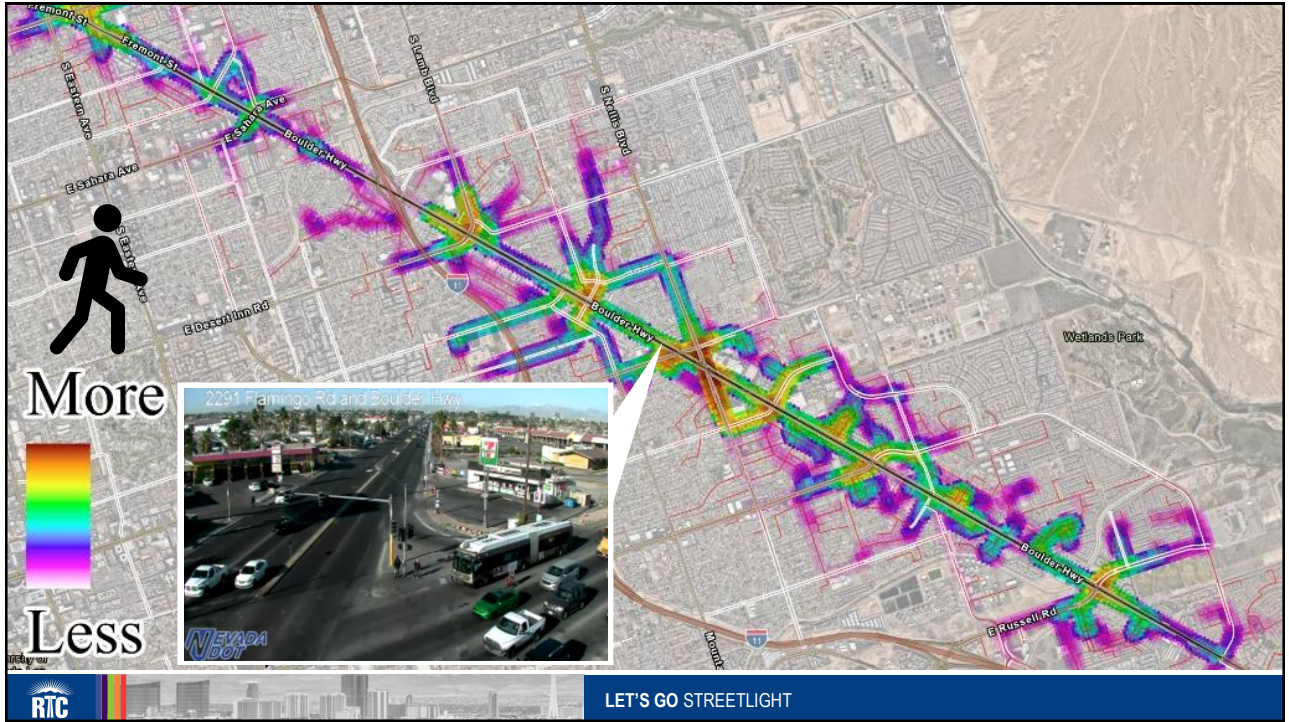 Fremont St
Fremont St
S Eastern Ave
S Lamb Blvd
S Nellis Blvd
E Sahara Ave
Boulder Hwy
E Sahara Ave
11
E Desert Inn Rd
Boulder Hwy
Wetlands Park
More
2291 Flamingo Rd and Boulder Hwy
NEVADA
DOT
Boulder Hwy
E Russell Rd
11
Less
RTC
LET'S GO STREETLIGHT